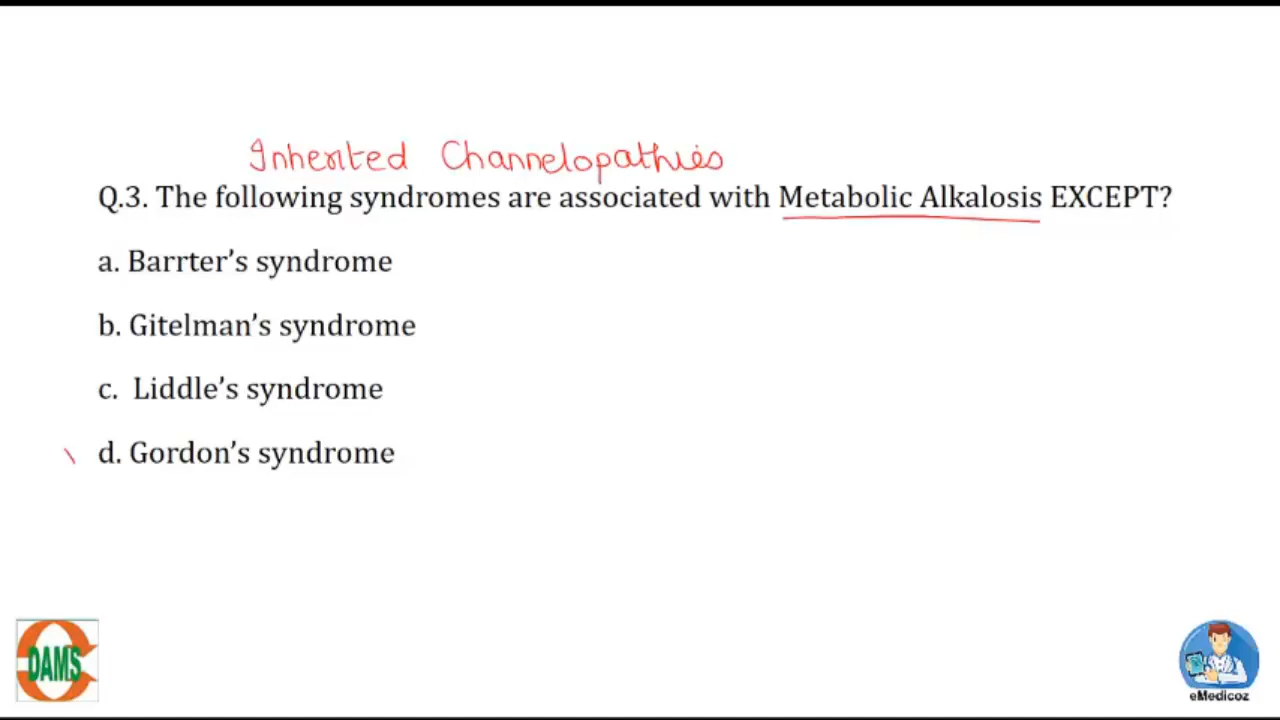 Inherited Channelopathies
Q.3. The following syndromes are associated with Metabolic Alkalosis EXCEPT?
a. Barrter’s syndrome
b. Gitelman’s syndrome
c. Liddle’s syndrome
d. Gordon’s syndrome
DAMS
eMedicoz